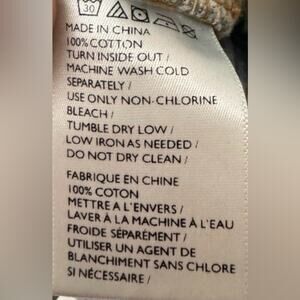 30
MADE IN CHINA
100% COTTON
TURN INSIDE OUT /
MACHINE WASH COLD
SEPARATELY /
USE ONLY NON-CHLORINE
BLEACH /
TUMBLE DRY LOW /
LOW IRON AS NEEDED /
DO NOT DRY CLEAN /
FABRIQUE EN CHINE
100% COTON
METTRE A L'ENVERS /
LAVER À LA MACHINE À L'EAU
FROIDE SÉPARÉMENT /
UTILISER UN AGENT DE
BLANCHIMENT SANS CHLORE
SI NÉCESSAIRE /